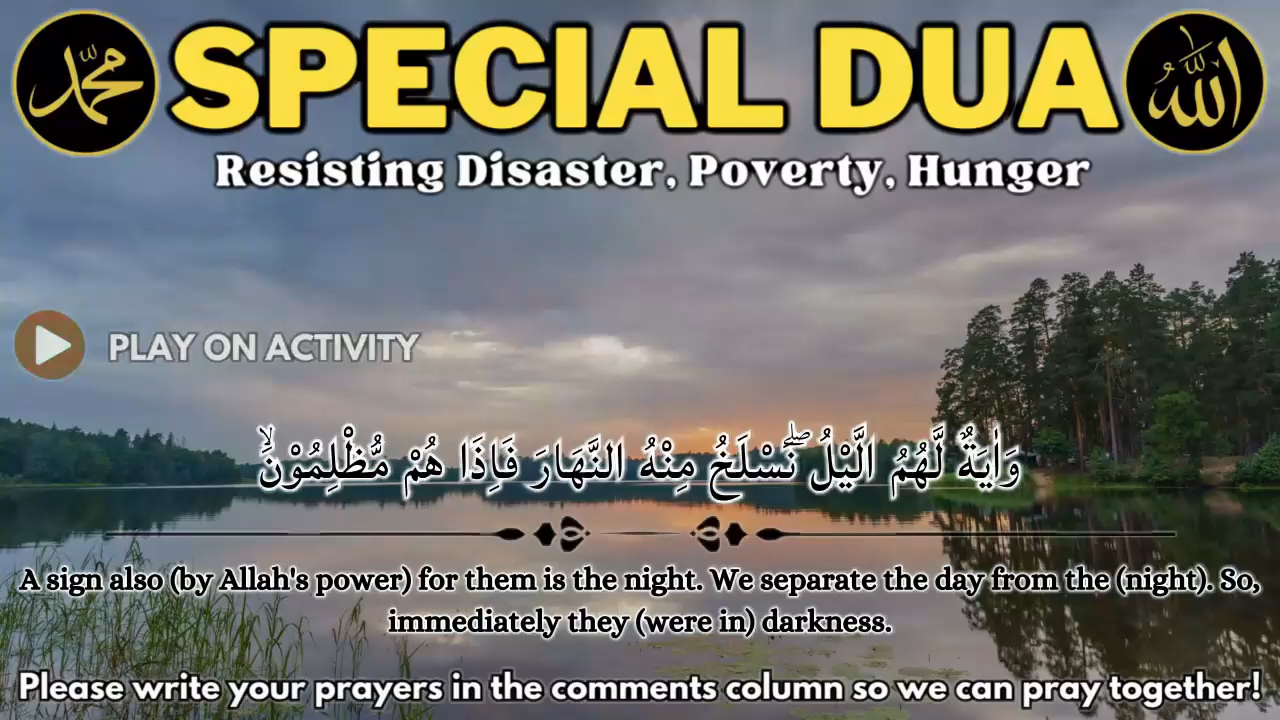 محمد
SPECIAL DUA
الله
Resisting Disaster, Poverty, Hunger
PLAY ON ACTIVITY
وَاٰيَةٌ لَّهُمُ الَّيْلُ ۖنَسْلَخُ مِنْهُ النَّهَارَ فَاِذَا هُمْ مُّظْلِمُوْنَۙ
A sign also (by Allah's power) for them is the night. We separate the day from the (night). So,
immediately they (were in) darkness.
Please write your prayers in the comments column so we can pray together!